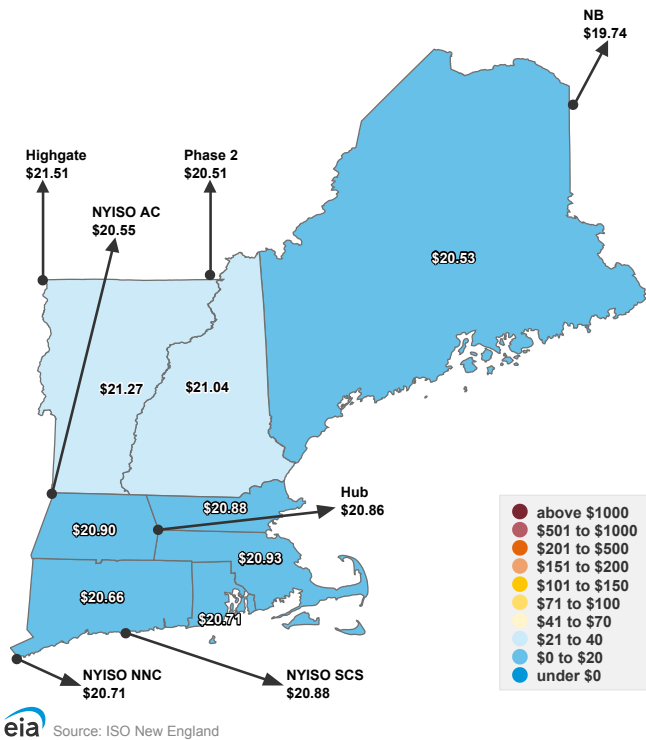 NB
$19.74
Highgate
$21.51
Phase 2
$20.51
NYISO AC
$20.55
$20.53
$21.27
$21.04
Hub
$20.86
$20.88
$20.90
$20.93
$20.66
$20.71
NYISO NNC
$20.71
NYISO SCS
$20.88
above $1000
$501 to $1000
$201 to $500
$151 to $200
$101 to $150
$71 to $100
$41 to $70
$21 to 40
$0 to $20
under $0
eia Source: ISO New England